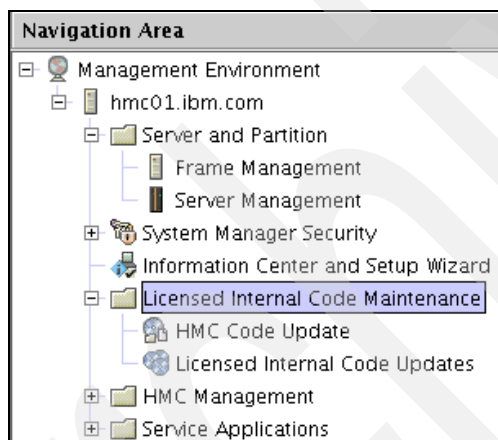 Navigation Area
Management Environment
hmc01.ibm.com
Server and Partition
Frame Management
Server Management
System Manager Security
Information Center and Setup Wizard
Licensed Internal Code Maintenance
HMC Code Update
Licensed Internal Code Updates
HMC Management
Service Applications